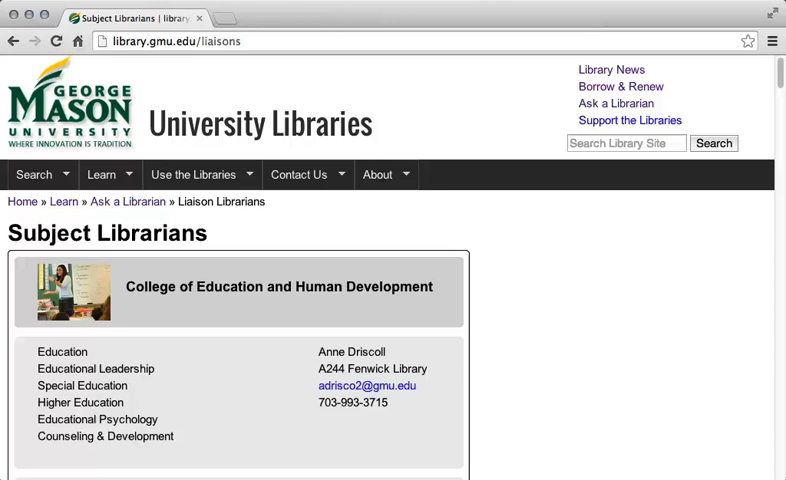 Subject Librarians | library
library.gmu.edu/liaisons
GEORGE
MASON
UNIVERSITY
WHERE INNOVATION IS TRADITION
University Libraries
Library News
Borrow & Renew
Ask a Librarian
Support the Libraries
Search Library Site
Search
Search Learn Use the Libraries Contact Us About
Home » Learn » Ask a Librarian » Liaison Librarians
Subject Librarians
College of Education and Human Development
Education
Educational Leadership
Special Education
Higher Education
Educational Psychology
Counseling & Development
Anne Driscoll
A244 Fenwick Library
adrisco2@gmu.edu
703-993-3715